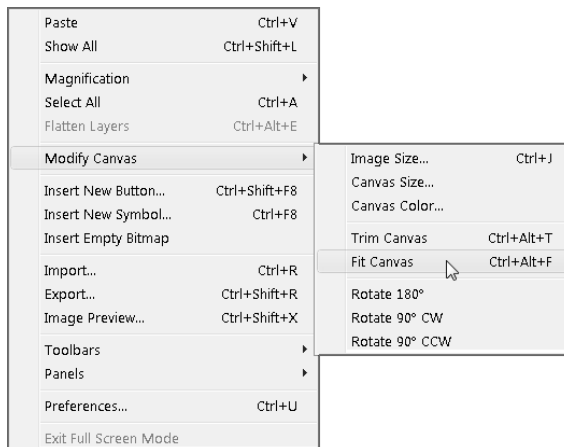 Paste Ctrl+V
Show All Ctrl+Shift+L
Magnification
Select All Ctrl+A
Flatten Layers Ctrl+Alt+E
Modify Canvas
Insert New Button... Ctrl+Shift+F8
Insert New Symbol... Ctrl+F8
Insert Empty Bitmap
Import... Ctrl+R
Export... Ctrl+Shift+R
Image Preview... Ctrl+Shift+X
Toolbars
Panels
Preferences... Ctrl+U
Exit Full Screen Mode
Image Size... Ctrl+J
Canvas Size...
Canvas Color...
Trim Canvas Ctrl+Alt+T
Fit Canvas Ctrl+Alt+F
Rotate 180°
Rotate 90° CW
Rotate 90° CCW